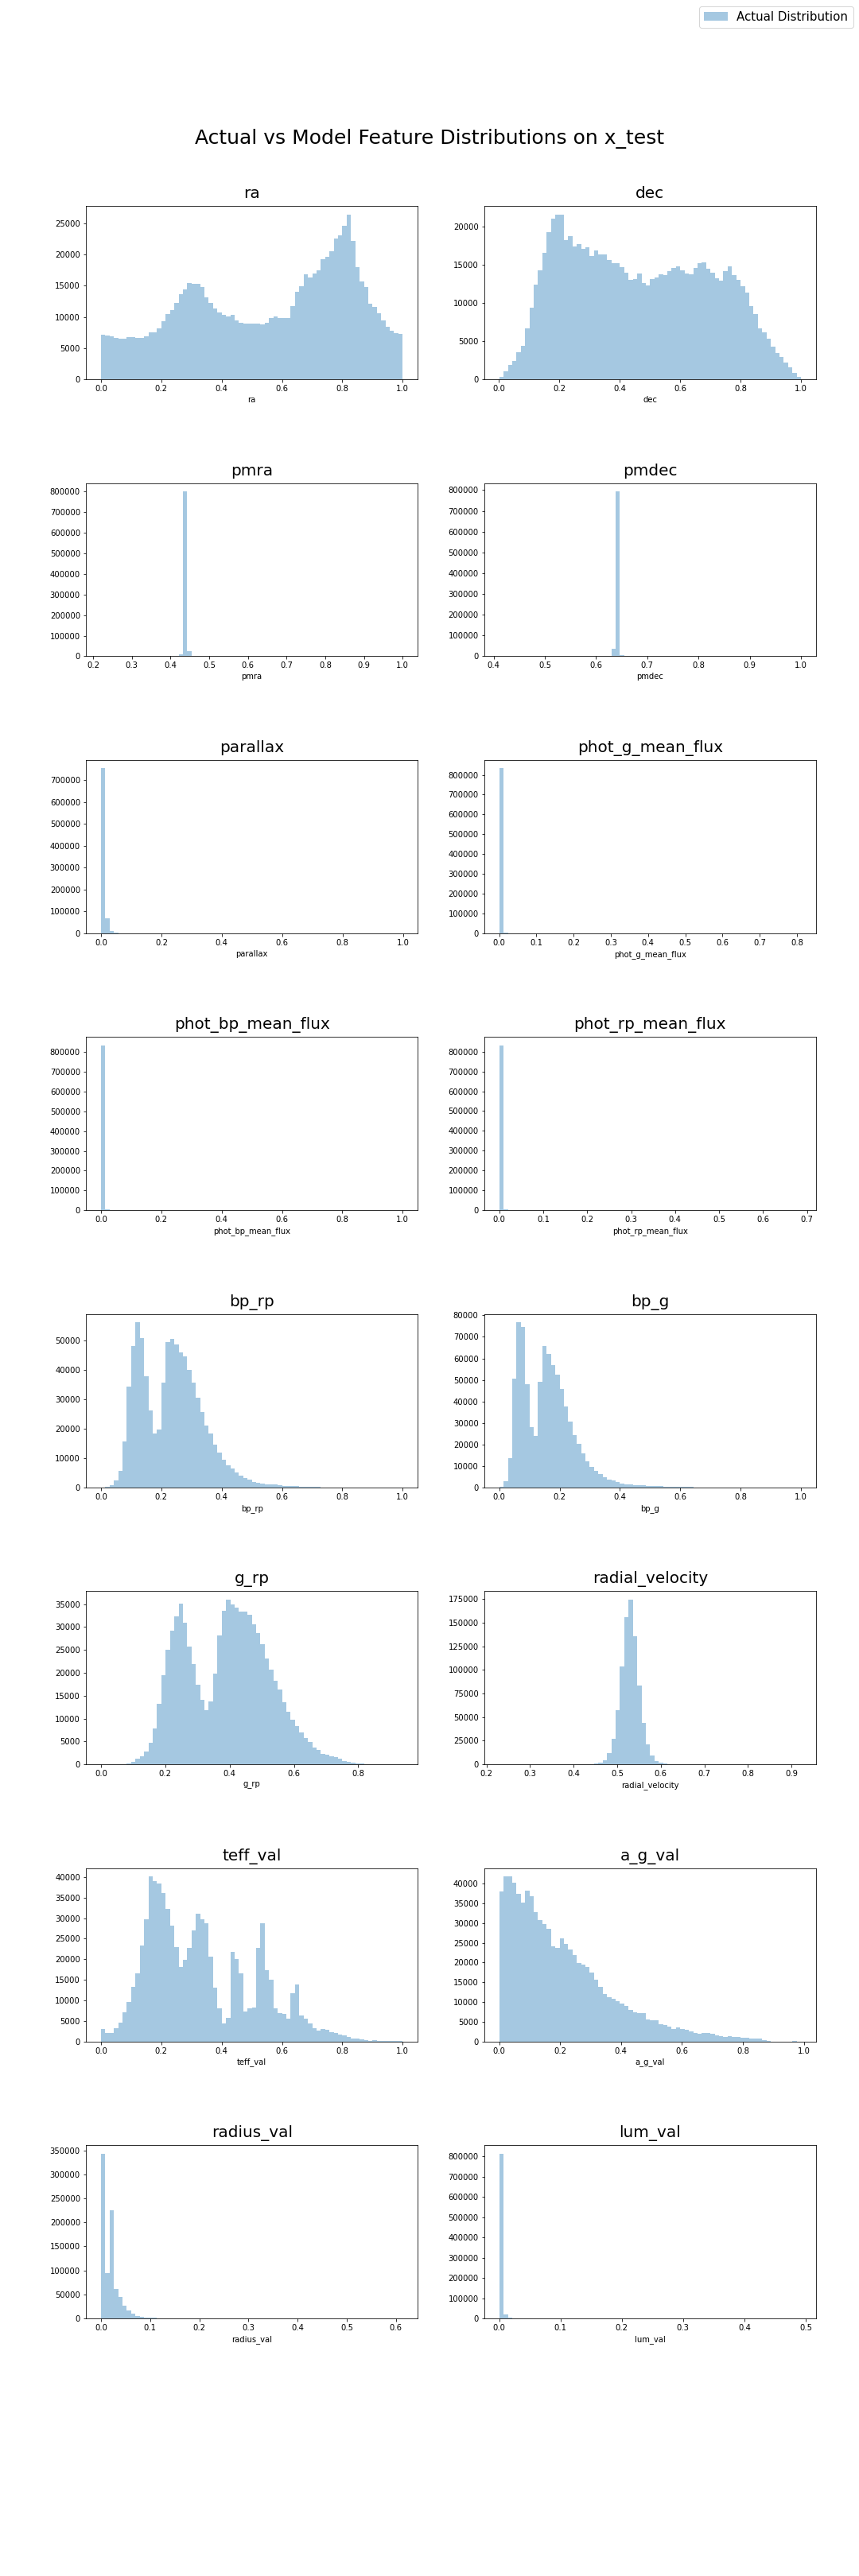 Actual Distribution
Actual vs Model Feature Distributions on x_test
ra
25000
20000
15000
10000
5000
0
0.0 0.2 0.4 0.6 0.8 1.0
ra
dec
20000
15000
10000
5000
0
0.0 0.2 0.4 0.6 0.8 1.0
dec
pmra
800000
700000
600000
500000
400000
300000
200000
100000
0
0.2 0.3 0.4 0.5 0.6 0.7 0.8 0.9 1.0
pmra
pmdec
800000
700000
600000
500000
400000
300000
200000
100000
0
0.4 0.5 0.6 0.7 0.8 0.9 1.0
pmdec
parallax
700000
600000
500000
400000
300000
200000
100000
0
0.0 0.2 0.4 0.6 0.8 1.0
parallax
phot_g_mean_flux
800000
700000
600000
500000
400000
300000
200000
100000
0
0.0 0.1 0.2 0.3 0.4 0.5 0.6 0.7 0.8
phot_g_mean_flux
phot_bp_mean_flux
800000
700000
600000
500000
400000
300000
200000
100000
0
0.0 0.2 0.4 0.6 0.8 1.0
phot_bp_mean_flux
phot_rp_mean_flux
800000
700000
600000
500000
400000
300000
200000
100000
0
0.0 0.1 0.2 0.3 0.4 0.5 0.6 0.7
phot_rp_mean_flux
bp_rp
50000
40000
30000
20000
10000
0
0.0 0.2 0.4 0.6 0.8 1.0
bp_rp
bp_g
80000
70000
60000
50000
40000
30000
20000
10000
0
0.0 0.2 0.4 0.6 0.8 1.0
bp_g
g_rp
35000
30000
25000
20000
15000
10000
5000
0
0.0 0.2 0.4 0.6 0.8
g_rp
radial_velocity
175000
150000
125000
100000
75000
50000
25000
0
0.2 0.3 0.4 0.5 0.6 0.7 0.8 0.9
radial_velocity
teff_val
40000
35000
30000
25000
20000
15000
10000
5000
0
0.0 0.2 0.4 0.6 0.8 1.0
teff_val
a_g_val
40000
35000
30000
25000
20000
15000
10000
5000
0
0.0 0.2 0.4 0.6 0.8 1.0
a_g_val
radius_val
350000
300000
250000
200000
150000
100000
50000
0
0.0 0.1 0.2 0.3 0.4 0.5 0.6
radius_val
lum_val
800000
700000
600000
500000
400000
300000
200000
100000
0
0.0 0.1 0.2 0.3 0.4 0.5
lum_val